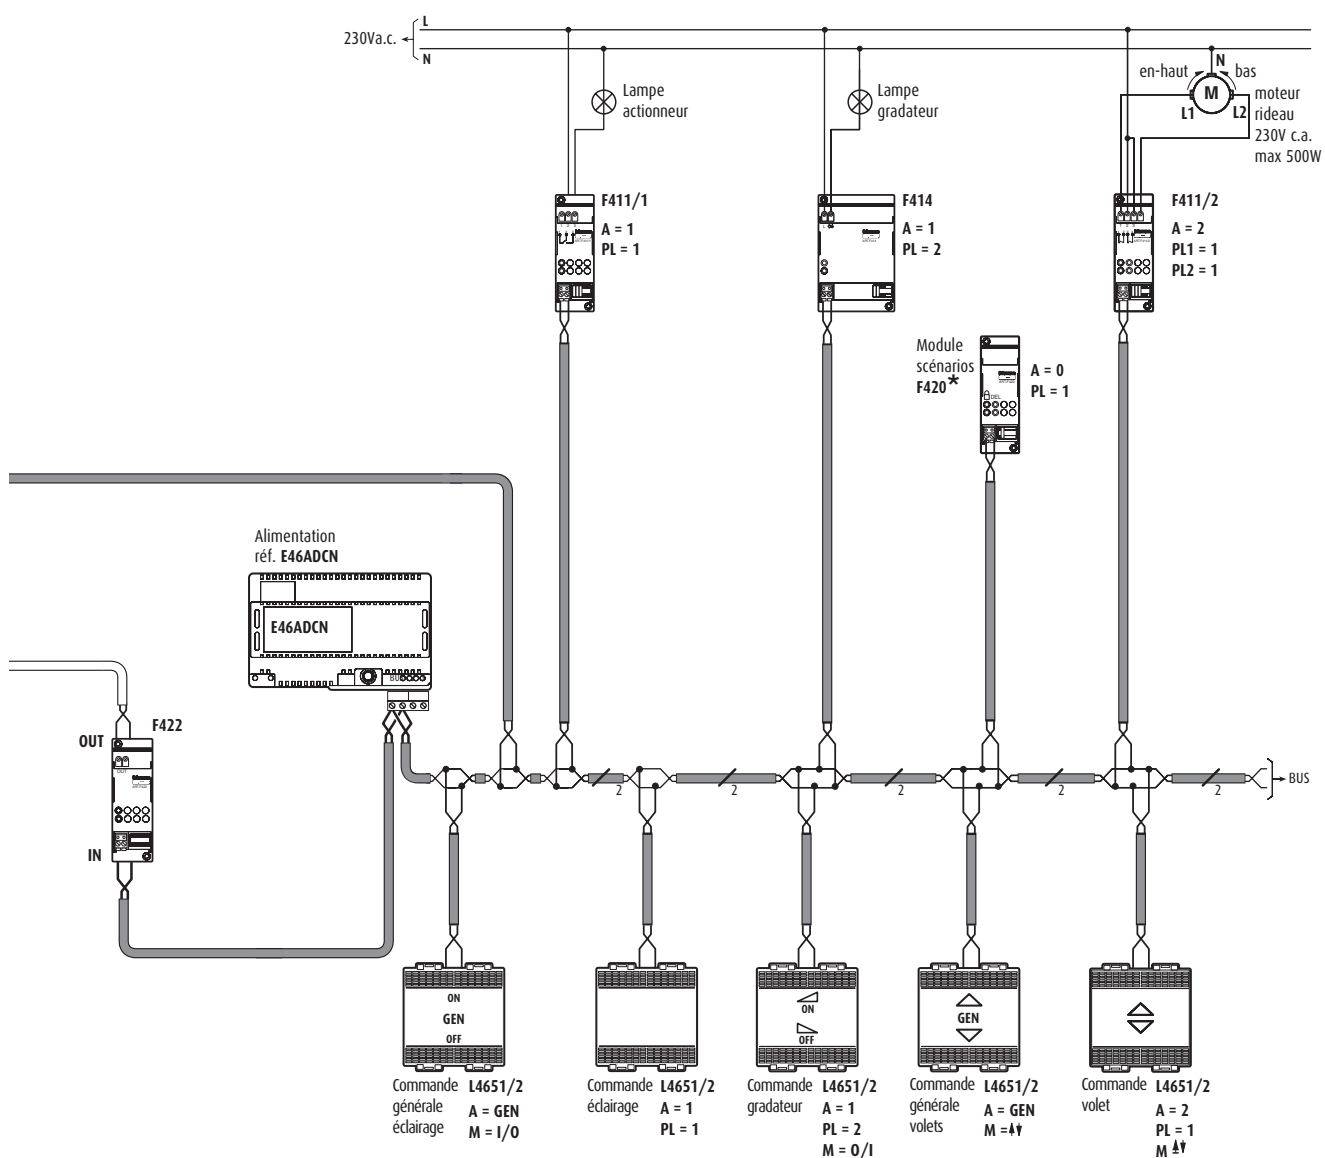 L
230Va.c.
N
Lampe
actionneur
Lampe
gradateur
en-haut
N
bas
M
L1
L2
moteur
rideau
230V c.a.
max 500W
F411/1
A = 1
PL = 1
F414
A = 1
PL = 2
F411/2
A = 2
PL1 = 1
PL2 = 1
Module
scénarios
F420*
DEL
A = 0
PL = 1
Alimentation
réf. E46ADCN
E46ADCN
BUS
F422
OUT
OUT
IN
2
2
2
2
2
BUS
ON
GEN
OFF
ON
OFF
GEN
Commande
générale
éclairage
L4651/2
A = GEN
M = I/O
Commande
éclairage
L4651/2
A = 1
PL = 1
Commande
gradateur
L4651/2
A = 1
PL = 2
M = O/I
Commande
générale
volets
L4651/2
A = GEN
M =
Commande
volet
L4651/2
A = 2
PL = 1
M